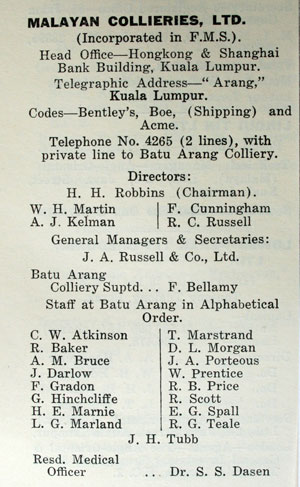 MALAYAN COLLIERIES, LTD.
(Incorporated in F.M.S.).
Head Office—Hongkong & Shanghai
Bank Building, Kuala Lumpur.
Telegraphic Address—"Arang,"
Kuala Lumpur.
Codes—Bentley's, Boe, (Shipping) and
Acme.
Telephone No. 4265 (2 lines), with
private line to Batu Arang Colliery.
Directors:
H. H. Robbins (Chairman).
W. H. Martin | F. Cunningham
A. J. Kelman | R. C. Russell
General Managers & Secretaries:
J. A. Russell & Co., Ltd.
Batu Arang
Colliery Suptd. .. F. Bellamy
Staff at Batu Arang in Alphabetical
Order.
C. W. Atkinson | T. Marstrand
R. Baker | D. L. Morgan
A. M. Bruce | J. A. Porteous
J. Darlow | W. Prentice
F. Gradon | R. B. Price
G. Hinchcliffe | R. Scott
H. E. Marnie | E. G. Spall
L. G. Marland | R. G. Teale
J. H. Tubb
Resd. Medical
Officer ... Dr. S. S. Dasen